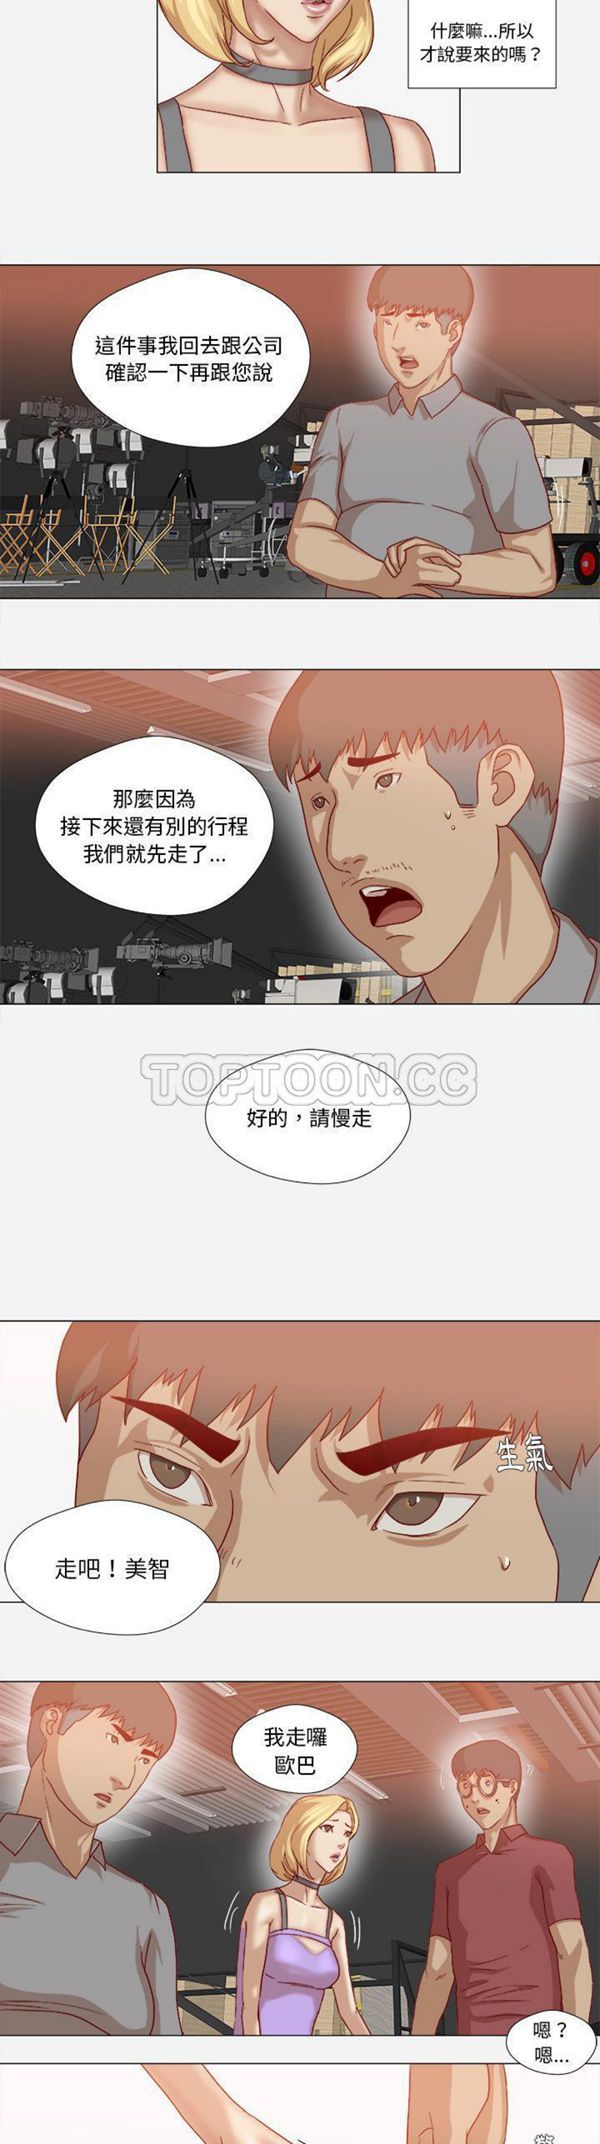 什麼嘛...所以
才說要來的嗎？
這件事我回去跟公司
確認一下再跟您說
那麼因為
接下來還有別的行程
我們就先走了...
TOPTOON.CC
好的，請慢走
生氣
走吧！美智
我走囉
歐巴
嗯？
嗯...